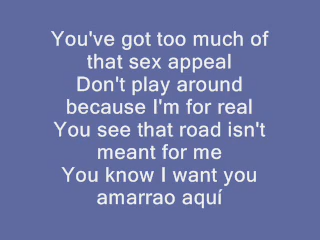 You've got too much of
that sex appeal
Don't play around
because I'm for real
You see that road isn't
meant for me
You know I want you
amarrao aquí